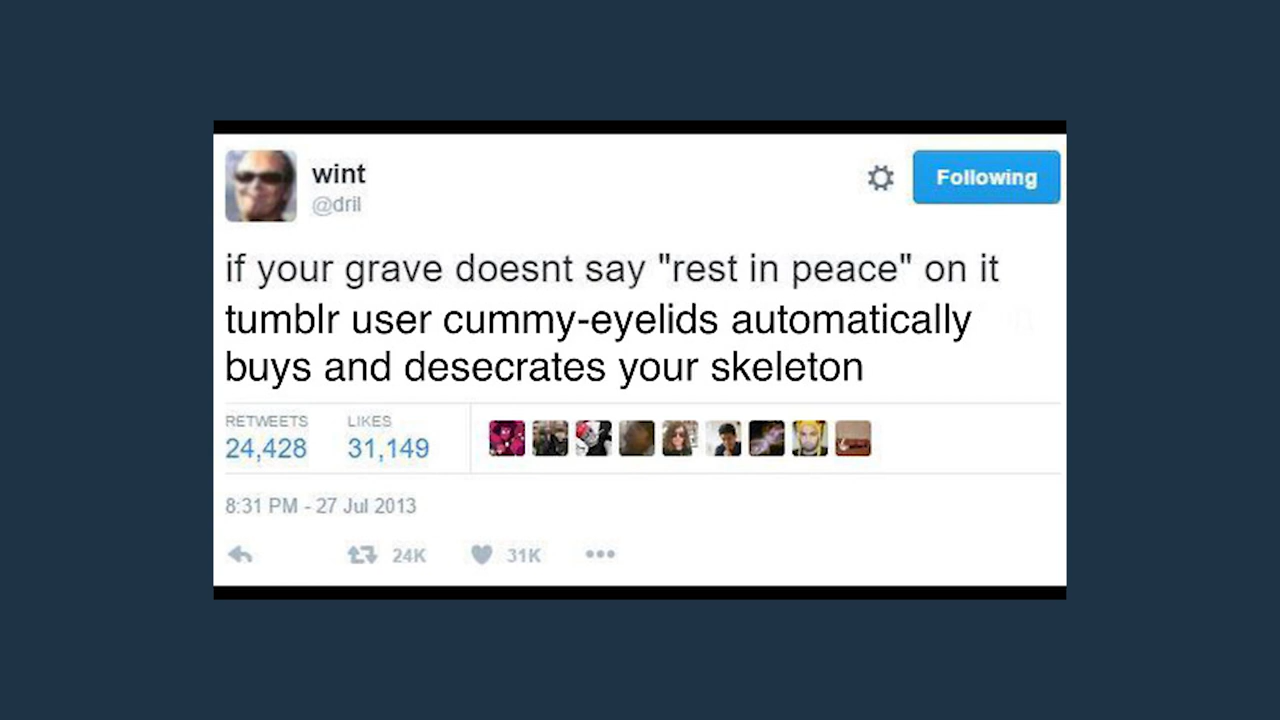 wint
@dril
Following
if your grave doesnt say "rest in peace" on it
tumblr user cummy-eyelids automatically
buys and desecrates your skeleton
RETWEETS LIKES
24,428 31,149
8:31 PM - 27 Jul 2013
24K 31K